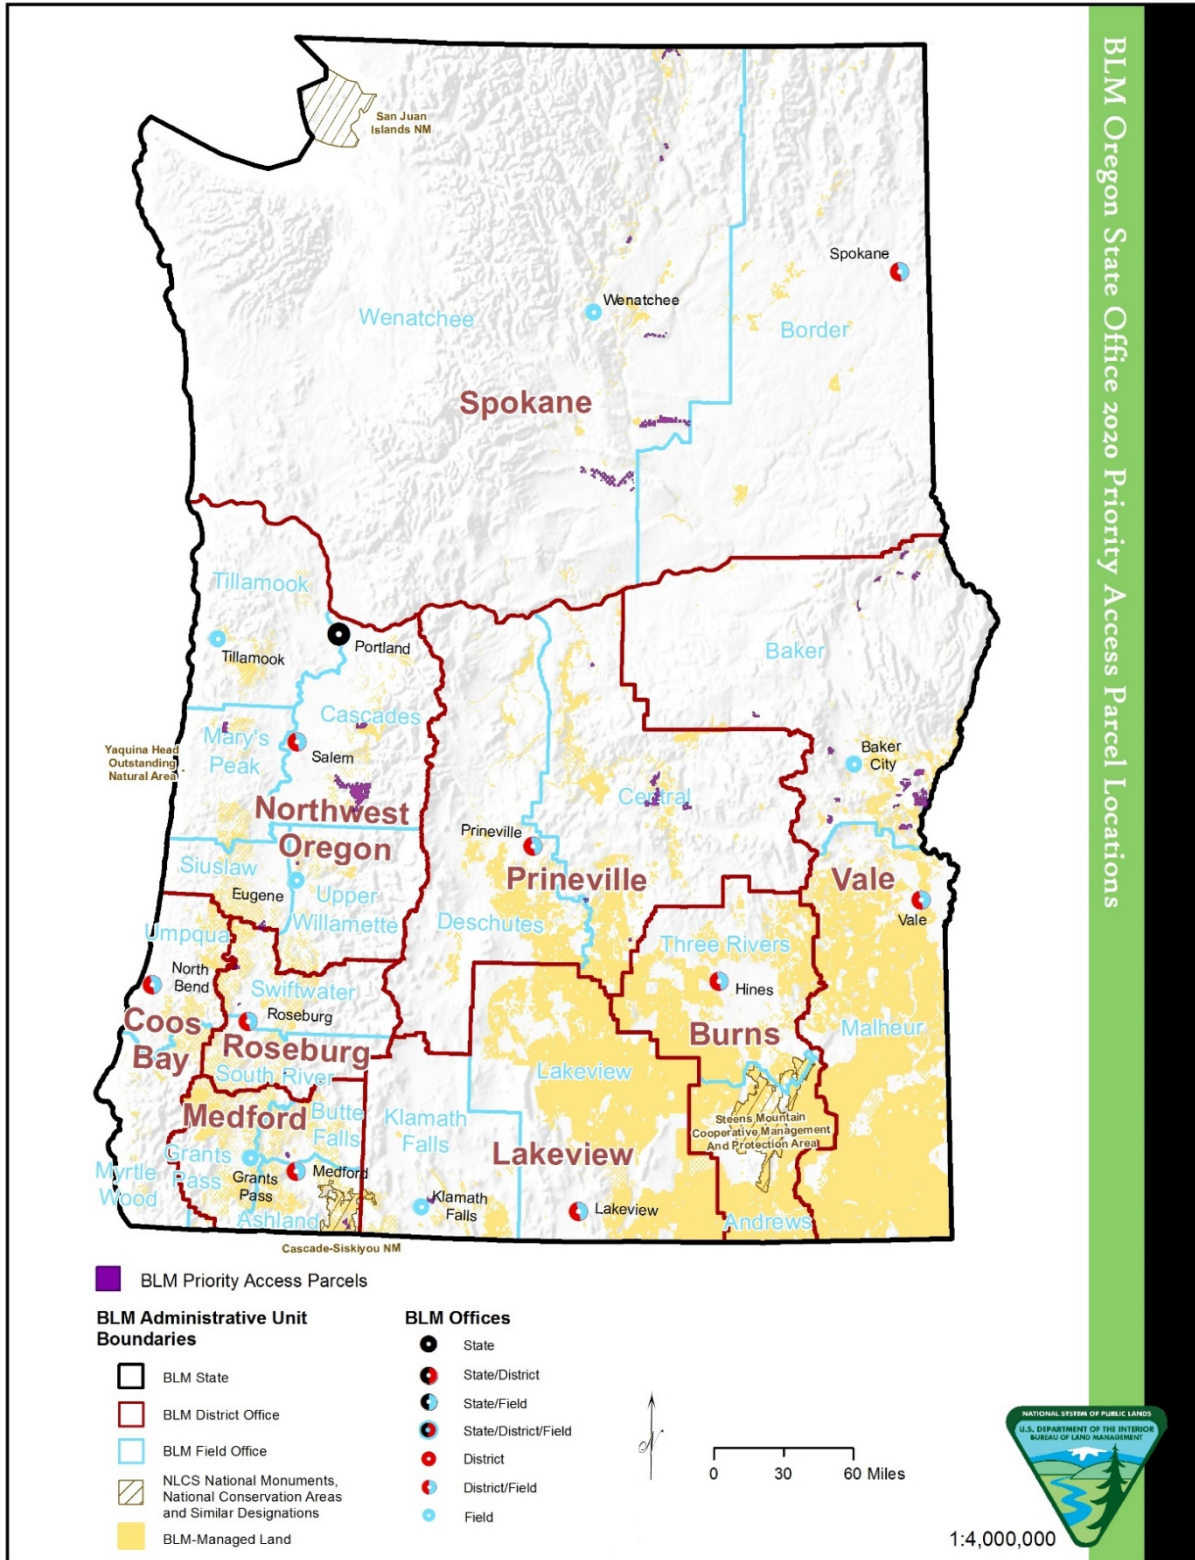 BLM Oregon State Office 2020 Priority Access Parcel Locations
San Juan
Islands NM
Spokane
Wenatchee
Wenatchee
Border
Spokane
Tillamook
Portland
Tillamook
Baker
Cascades
Mary's
Peak
Yaquina Head
Outstanding
Natural Area
Salem
Baker
City
Central
Northwest
Oregon
Prineville
Siuslaw
Prineville
Vale
Eugene
Upper
Willamette
Vale
Deschutes
Umpqua
Three Rivers
North
Bend
Swiftwater
Hines
Roseburg
Coos
Bay
Burns
Malheur
Roseburg
South River
Lakeview
Medford
Butte
Falls
Klamath
Falls
Steens Mountain
Cooperative Management
And Protection Area
Lakeview
Grants
Pass
Myrtle
Wood
Grants
Pass
Medford
Klamath
Falls
Lakeview
Ashland
Andrews
Cascade-Siskiyou NM
BLM Priority Access Parcels
BLM Administrative Unit
Boundaries
BLM State
BLM District Office
BLM Field Office
NLCS National Monuments,
National Conservation Areas
and Similar Designations
BLM-Managed Land
BLM Offices
State
State/District
State/Field
State/District/Field
District
District/Field
Field
N
0 30 60 Miles
NATIONAL SYSTEM OF PUBLIC LANDS
U.S. DEPARTMENT OF THE INTERIOR
BUREAU OF LAND MANAGEMENT
1:4,000,000